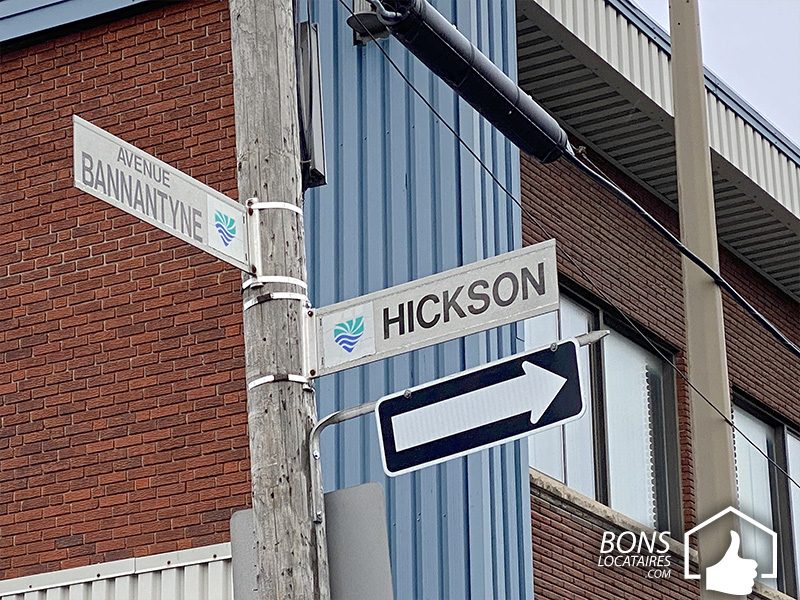 AVENUE
BANNANTYNE
HICKSON
BONS
LOCATAIRES
.COM